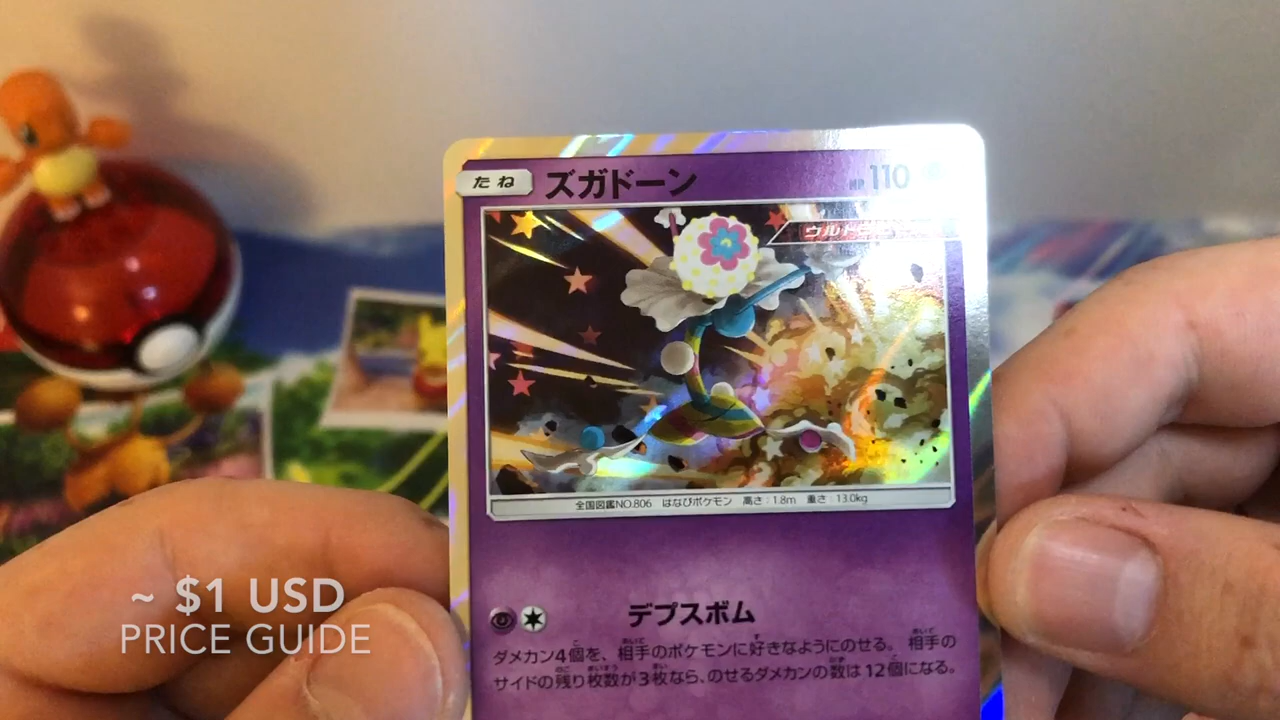 たね ズガドーン HP 110
ウルトラ
全国図鑑NO.806 はなびポケモン 高さ:1.8m 重さ:13.0kg
デプスボム
ダメカン4個を、相手のポケモンに好きなようにのせる。相手の
サイドの残り枚数が3枚なら、のせるダメカンの数は12個になる。
~ $1 USD
PRICE GUIDE